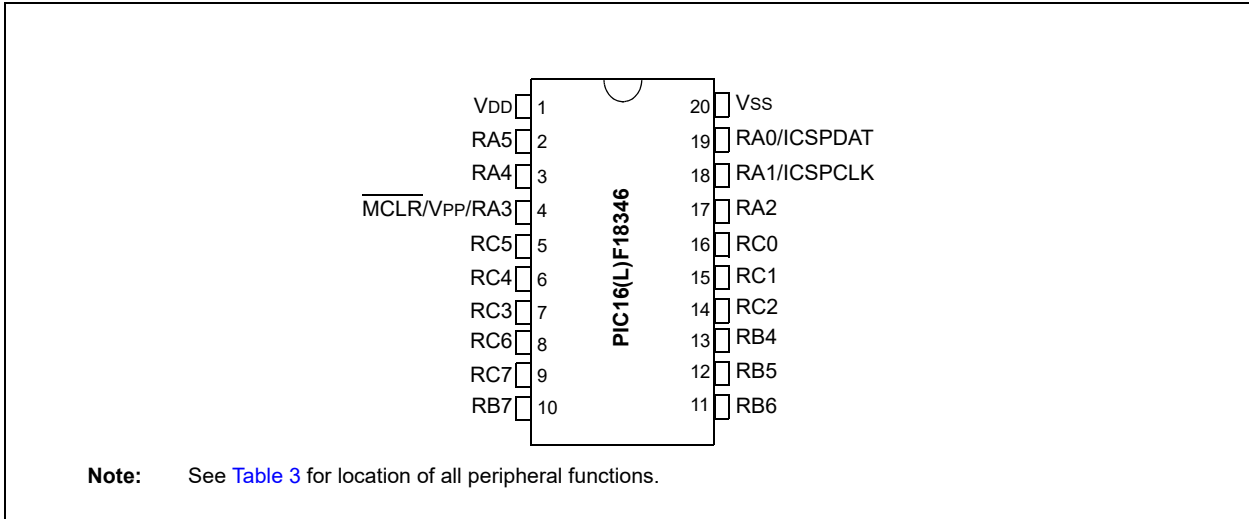 VDD 1 20 VSS
RA5 2 19 RA0/ICSPDAT
RA4 3 18 RA1/ICSPCLK
MCLR/VPP/RA3 4 17 RA2
RC5 5 16 RC0
RC4 6 15 RC1
RC3 7 14 RC2
RC6 8 13 RB4
RC7 9 12 RB5
RB7 10 11 RB6
PIC16(L)F18346
Note: See Table 3 for location of all peripheral functions.